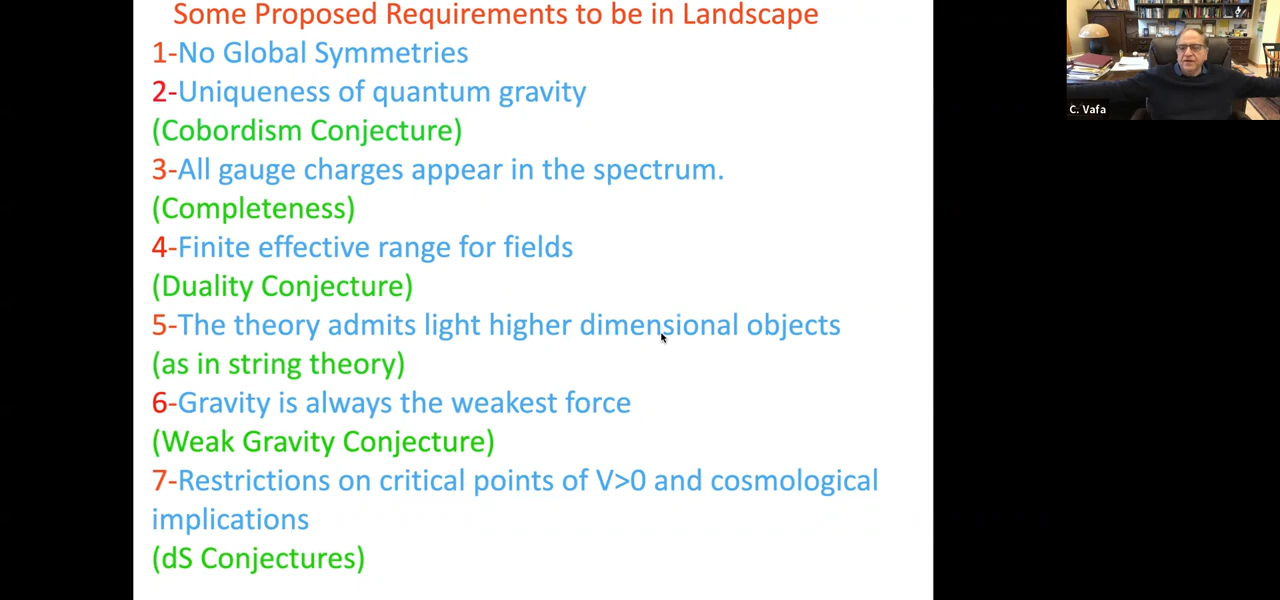 Some Proposed Requirements to be in Landscape
1-No Global Symmetries
2-Uniqueness of quantum gravity
(Cobordism Conjecture)
3-All gauge charges appear in the spectrum.
(Completeness)
4-Finite effective range for fields
(Duality Conjecture)
5-The theory admits light higher dimensional objects
(as in string theory)
6-Gravity is always the weakest force
(Weak Gravity Conjecture)
7-Restrictions on critical points of V>0 and cosmological
implications
(dS Conjectures)
C. Vafa